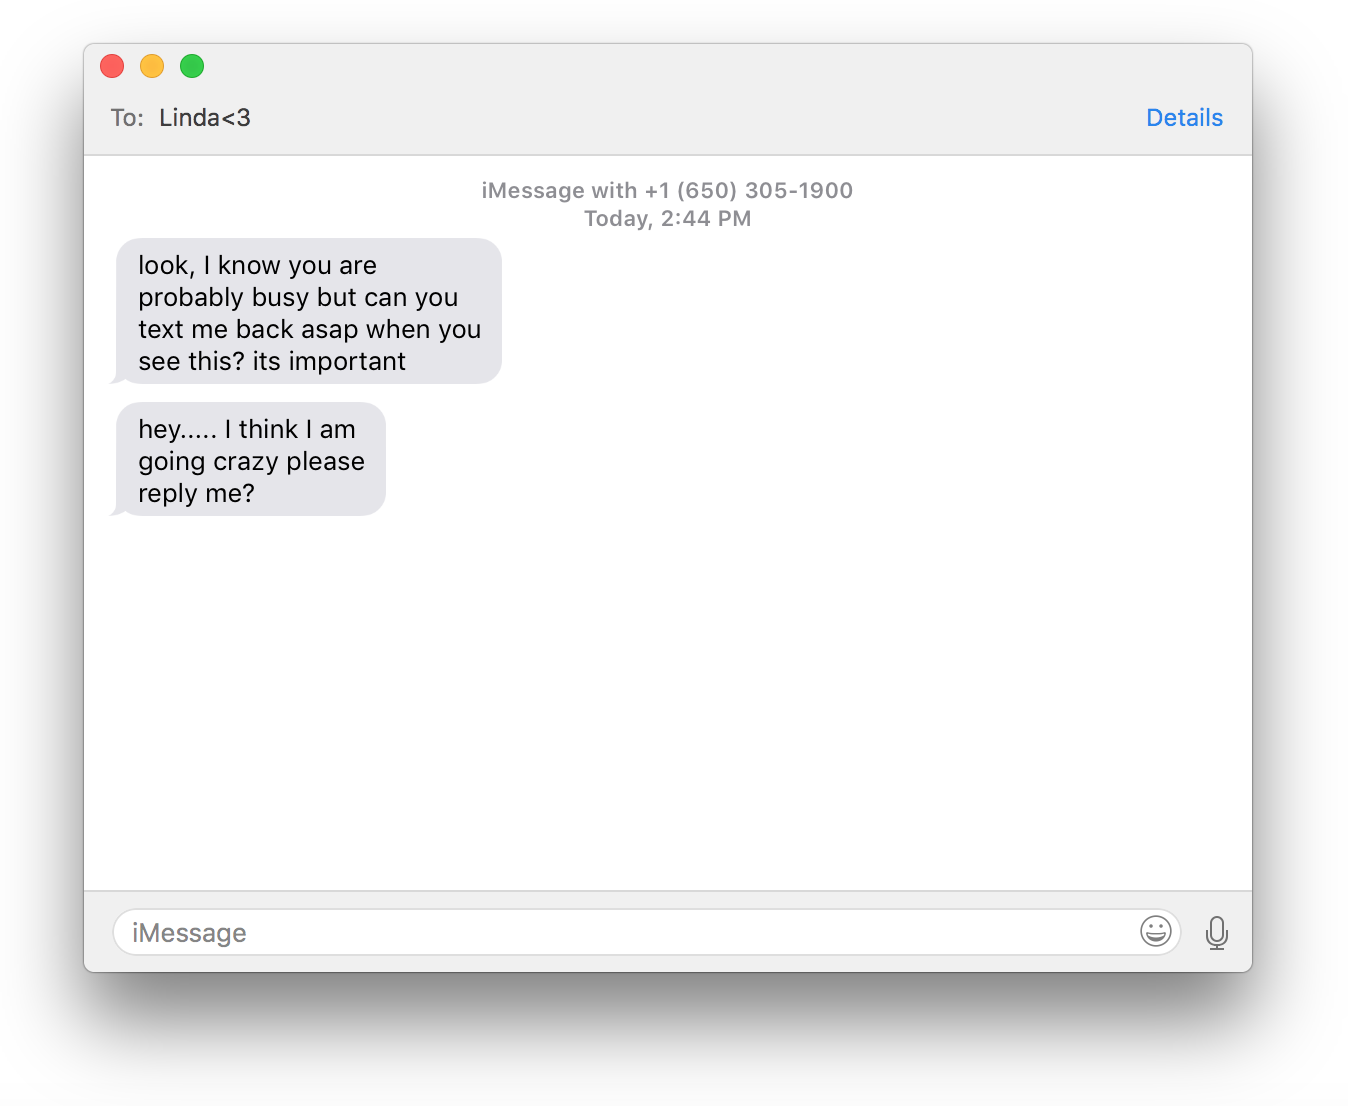 To: Linda<3
Details
iMessage with +1 (650) 305-1900
Today, 2:44 PM
look, I know you are
probably busy but can you
text me back asap when you
see this? its important
hey..... I think I am
going crazy please
reply me?
iMessage